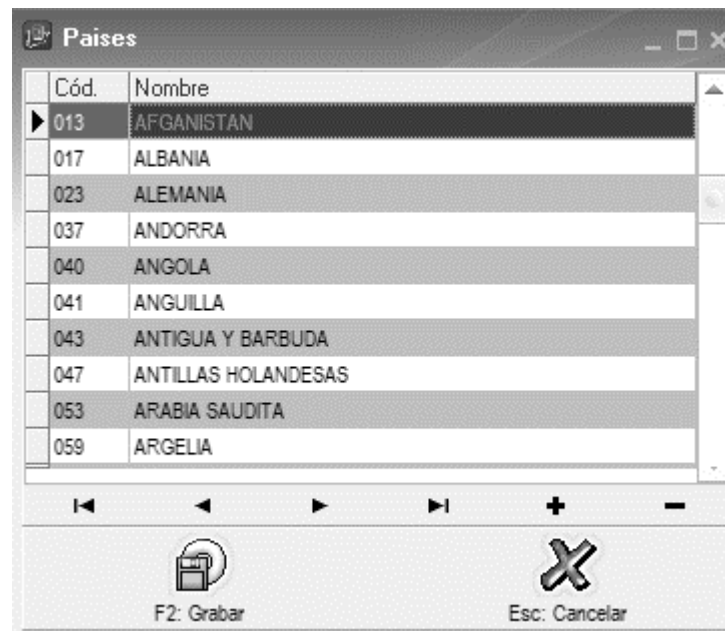 Paises
Cód. Nombre
013 AFGANISTAN
017 ALBANIA
023 ALEMANIA
037 ANDORRA
040 ANGOLA
041 ANGUILLA
043 ANTIGUA Y BARBUDA
047 ANTILLAS HOLANDESAS
053 ARABIA SAUDITA
059 ARGELIA
F2: Grabar Esc: Cancelar